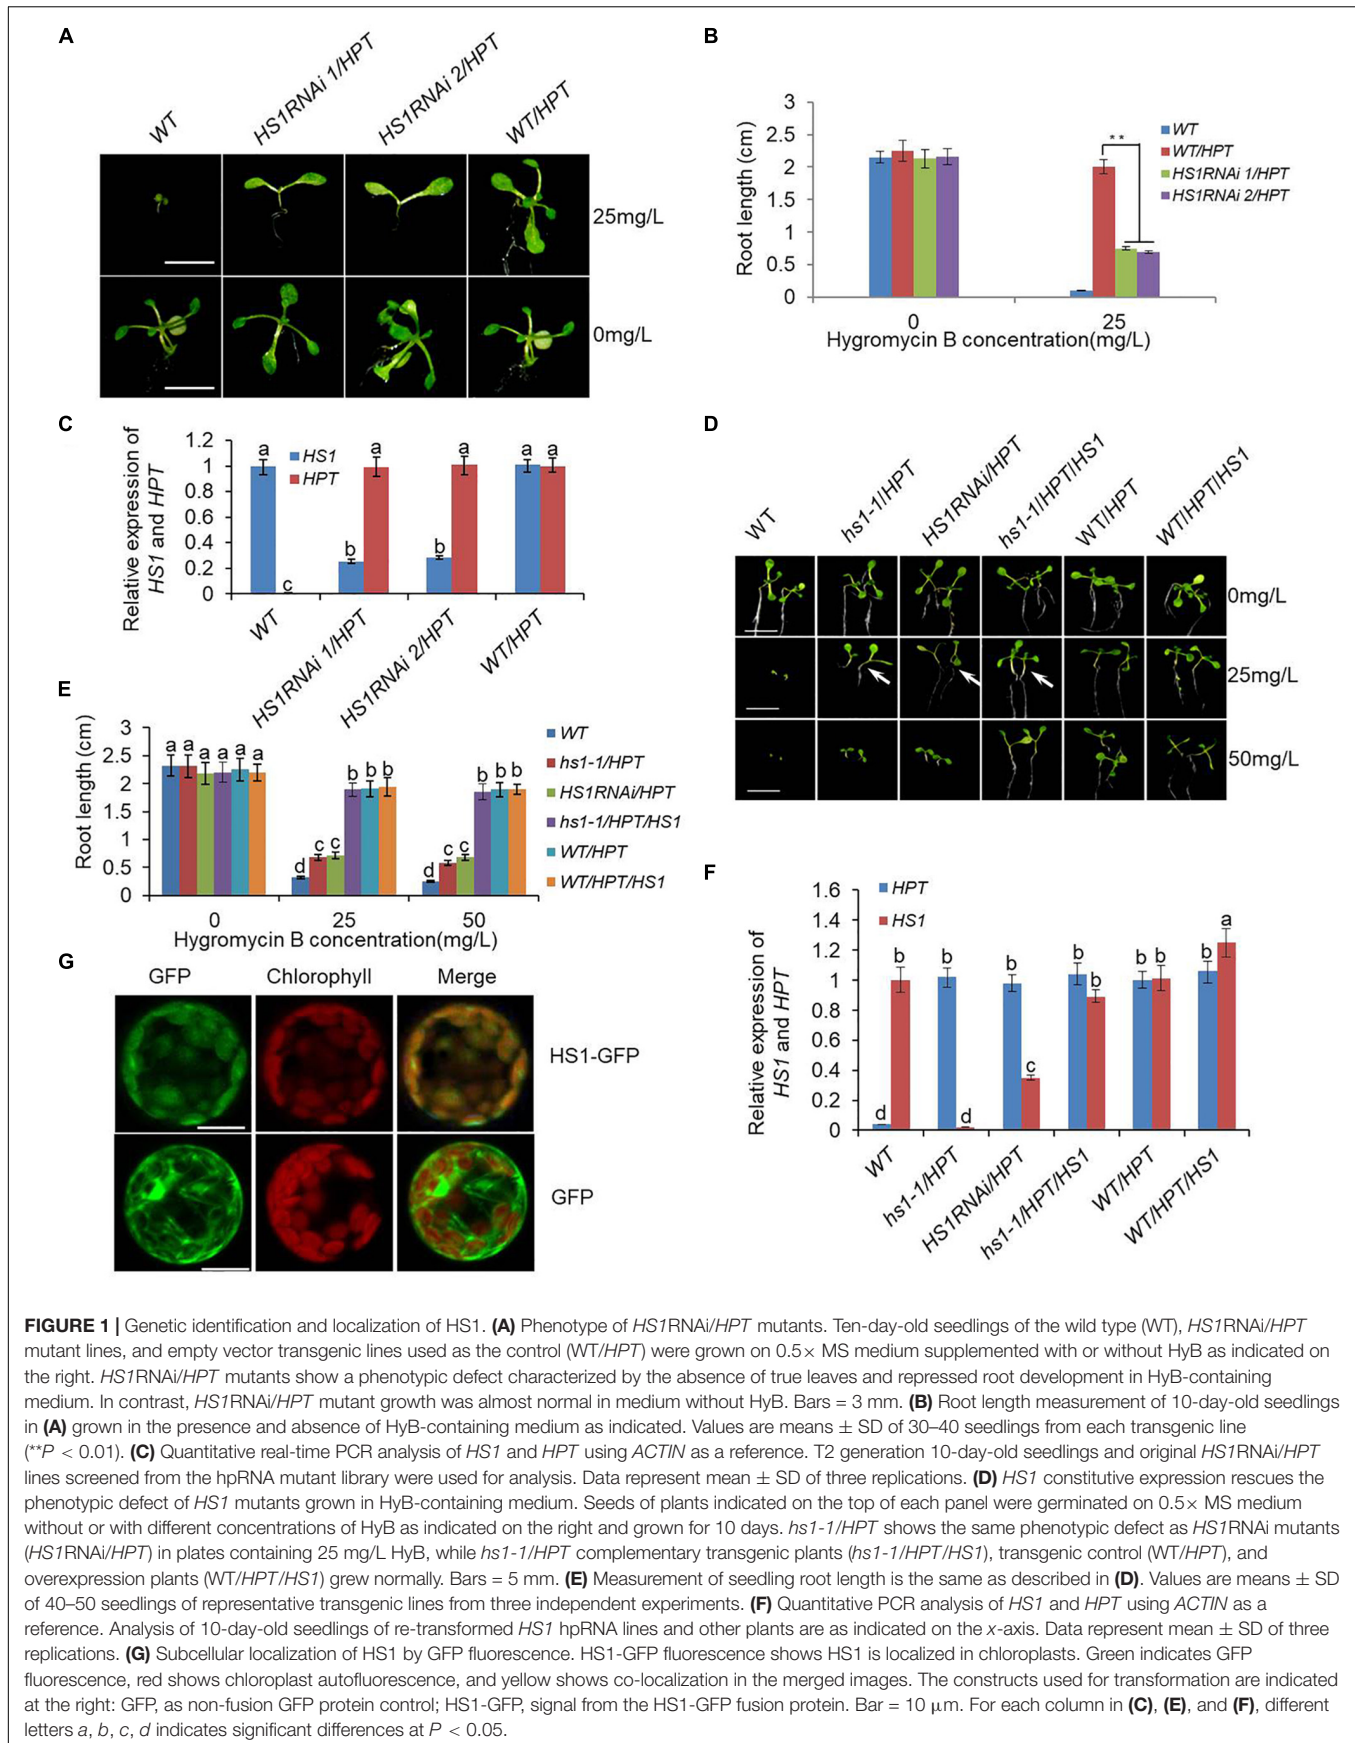 A
WT
HS1RNAi 1/HPT
HS1RNAi 2/HPT
WT/HPT
25mg/L
0mg/L
B
3
2.5
2
1.5
1
0.5
0
Root length (cm)
**
WT
WT/HPT
HS1RNAi 1/HPT
HS1RNAi 2/HPT
0
25
Hygromycin B concentration(mg/L)
C
Relative expression of
HS1 and HPT
1.2
1
0.8
0.6
0.4
0.2
0
HS1
HPT
a
c
b
a
b
a
a
a
WT
HS1RNAi 1/HPT
HS1RNAi 2/HPT
WT/HPT
D
WT
hs1-1/HPT
HS1RNAi/HPT
hs1-1/HPT/HS1
WT/HPT
WT/HPT/HS1
0mg/L
25mg/L
50mg/L
E
Root length (cm)
3
2.5
2
1.5
1
0.5
0
a a a a a a
d c c b b b
d c c b b b
WT
hs1-1/HPT
HS1RNAi/HPT
hs1-1/HPT/HS1
WT/HPT
WT/HPT/HS1
0
25
50
Hygromycin B concentration(mg/L)
F
Relative expression of
HS1 and HPT
1.6
1.4
1.2
1
0.8
0.6
0.4
0.2
0
HPT
HS1
d
b
b
d
b
c
b
b
b
b
b
a
WT
hs1-1/HPT
HS1RNAi/HPT
hs1-1/HPT/HS1
WT/HPT
WT/HPT/HS1
G
GFP
Chlorophyll
Merge
HS1-GFP
GFP
FIGURE 1 | Genetic identification and localization of HS1. (A) Phenotype of HS1RNAi/HPT mutants. Ten-day-old seedlings of the wild type (WT), HS1RNAi/HPT
mutant lines, and empty vector transgenic lines used as the control (WT/HPT) were grown on 0.5× MS medium supplemented with or without HyB as indicated on
the right. HS1RNAi/HPT mutants show a phenotypic defect characterized by the absence of true leaves and repressed root development in HyB-containing
medium. In contrast, HS1RNAi/HPT mutant growth was almost normal in medium without HyB. Bars = 3 mm. (B) Root length measurement of 10-day-old seedlings
in (A) grown in the presence and absence of HyB-containing medium as indicated. Values are means ± SD of 30–40 seedlings from each transgenic line
(**P < 0.01). (C) Quantitative real-time PCR analysis of HS1 and HPT using ACTIN as a reference. T2 generation 10-day-old seedlings and original HS1RNAi/HPT
lines screened from the hpRNA mutant library were used for analysis. Data represent mean ± SD of three replications. (D) HS1 constitutive expression rescues the
phenotypic defect of HS1 mutants grown in HyB-containing medium. Seeds of plants indicated on the top of each panel were germinated on 0.5× MS medium
without or with different concentrations of HyB as indicated on the right and grown for 10 days. hs1-1/HPT shows the same phenotypic defect as HS1RNAi mutants
(HS1RNAi/HPT) in plates containing 25 mg/L HyB, while hs1-1/HPT complementary transgenic plants (hs1-1/HPT/HS1), transgenic control (WT/HPT), and
overexpression plants (WT/HPT/HS1) grew normally. Bars = 5 mm. (E) Measurement of seedling root length is the same as described in (D). Values are means ± SD
of 40–50 seedlings of representative transgenic lines from three independent experiments. (F) Quantitative PCR analysis of HS1 and HPT using ACTIN as a
reference. Analysis of 10-day-old seedlings of re-transformed HS1 hpRNA lines and other plants are as indicated on the x-axis. Data represent mean ± SD of three
replications. (G) Subcellular localization of HS1 by GFP fluorescence. HS1-GFP fluorescence shows HS1 is localized in chloroplasts. Green indicates GFP
fluorescence, red shows chloroplast autofluorescence, and yellow shows co-localization in the merged images. The constructs used for transformation are indicated
at the right: GFP, as non-fusion GFP protein control; HS1-GFP, signal from the HS1-GFP fusion protein. Bar = 10 μm. For each column in (C), (E), and (F), different
letters a, b, c, d indicates significant differences at P < 0.05.